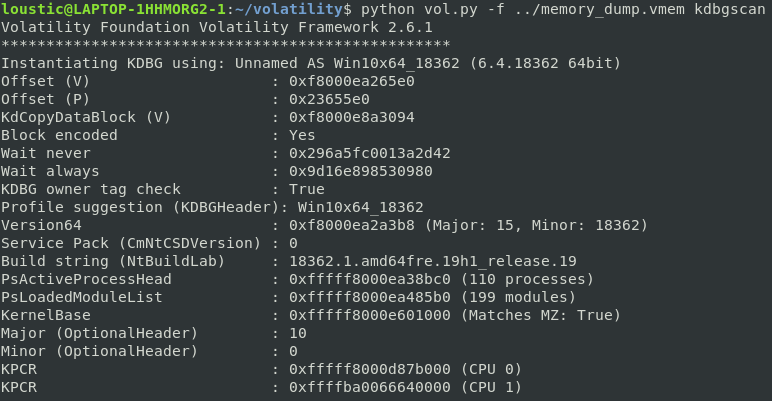 loustic@LAPTOP-1HHMORG2-1:~/volatility$ python vol.py -f ../memory_dump.vmem kdbgscan
Volatility Foundation Volatility Framework 2.6.1
**************************************************
Instantiating KDBG using: Unnamed AS Win10x64_18362 (6.4.18362 64bit)
Offset (V)                    : 0xf8000ea265e0
Offset (P)                    : 0x23655e0
KdCopyDataBlock (V)           : 0xf8000e8a3094
Block encoded                 : Yes
Wait never                    : 0x296a5fc0013a2d42
Wait always                   : 0x9d16e898530980
KDBG owner tag check          : True
Profile suggestion (KDBGHeader): Win10x64_18362
Version64                     : 0xf8000ea2a3b8 (Major: 15, Minor: 18362)
Service Pack (CmNtCSDVersion) : 0
Build string (NtBuildLab)     : 18362.1.amd64fre.19h1_release.19
PsActiveProcessHead           : 0xfffff8000ea38bc0 (110 processes)
PsLoadedModuleList            : 0xfffff8000ea485b0 (199 modules)
KernelBase                    : 0xfffff8000e601000 (Matches MZ: True)
Major (OptionalHeader)        : 10
Minor (OptionalHeader)        : 0
KPCR                          : 0xfffff8000d87b000 (CPU 0)
KPCR                          : 0xffffba0066640000 (CPU 1)